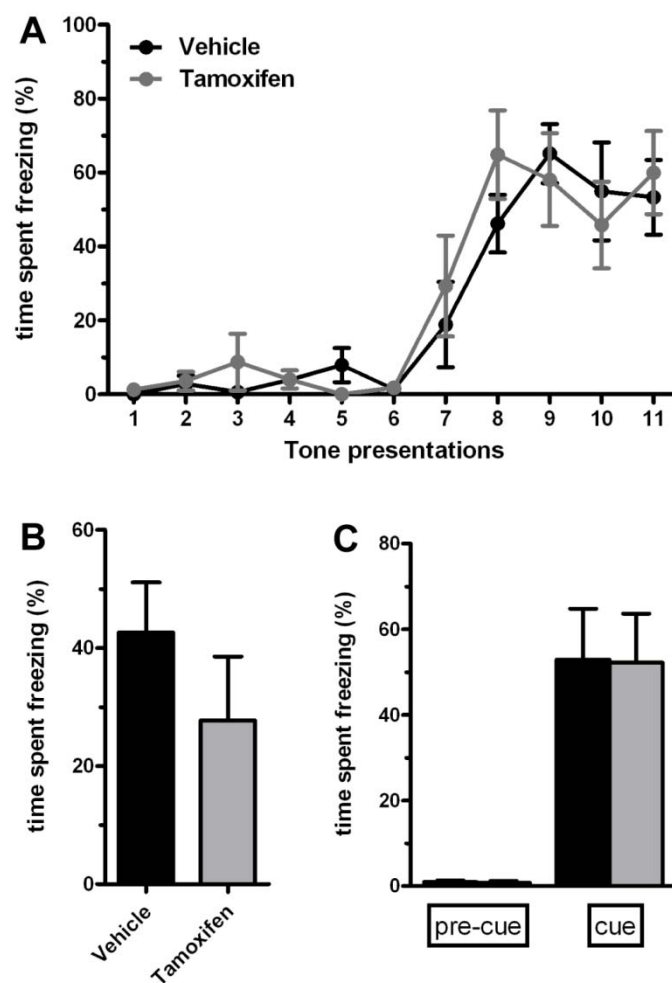 A
Vehicle
Tamoxifen
time spent freezing (%)
100
80
60
40
20
0
1 2 3 4 5 6 7 8 9 10 11
Tone presentations
B
time spent freezing (%)
60
40
20
0
Vehicle
Tamoxifen
C
time spent freezing (%)
80
60
40
20
0
pre-cue
cue